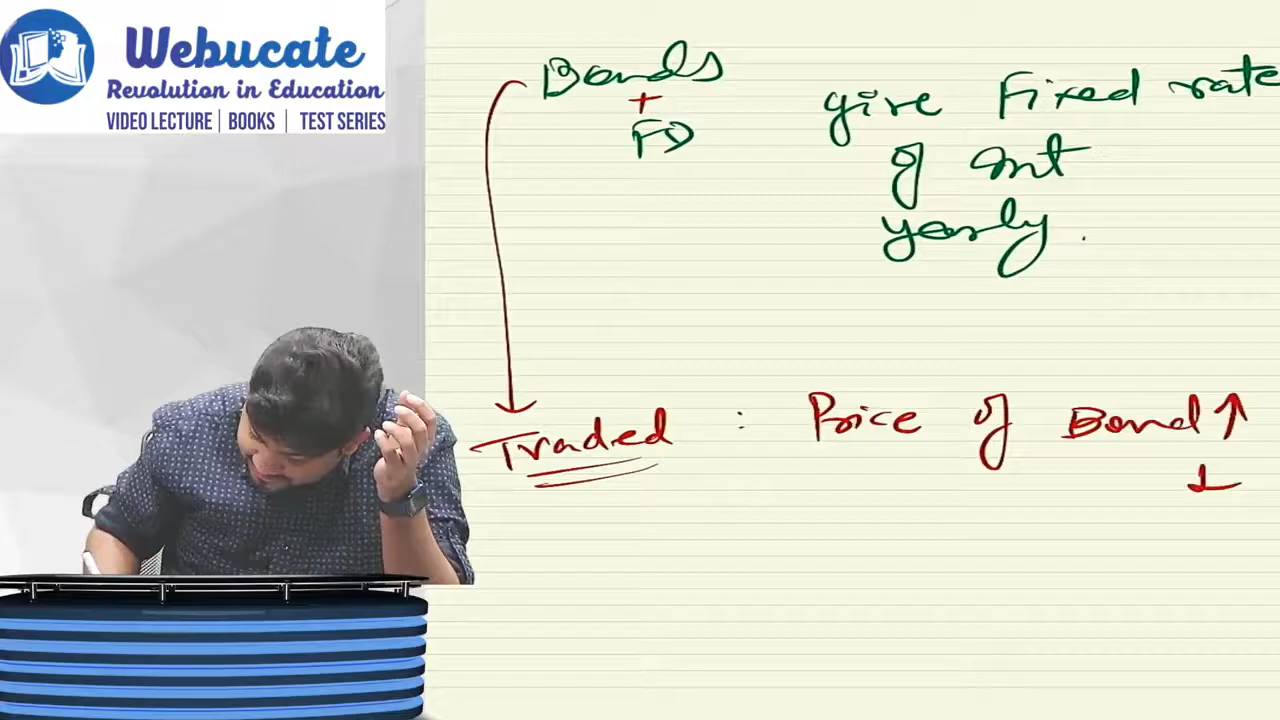 Webucate
Revolution in Education
VIDEO LECTURE | BOOKS | TEST SERIES
Bonds
+
FD
give Fixed rate
of Int
yearly.
Traded : Price of Bond ↑
↓